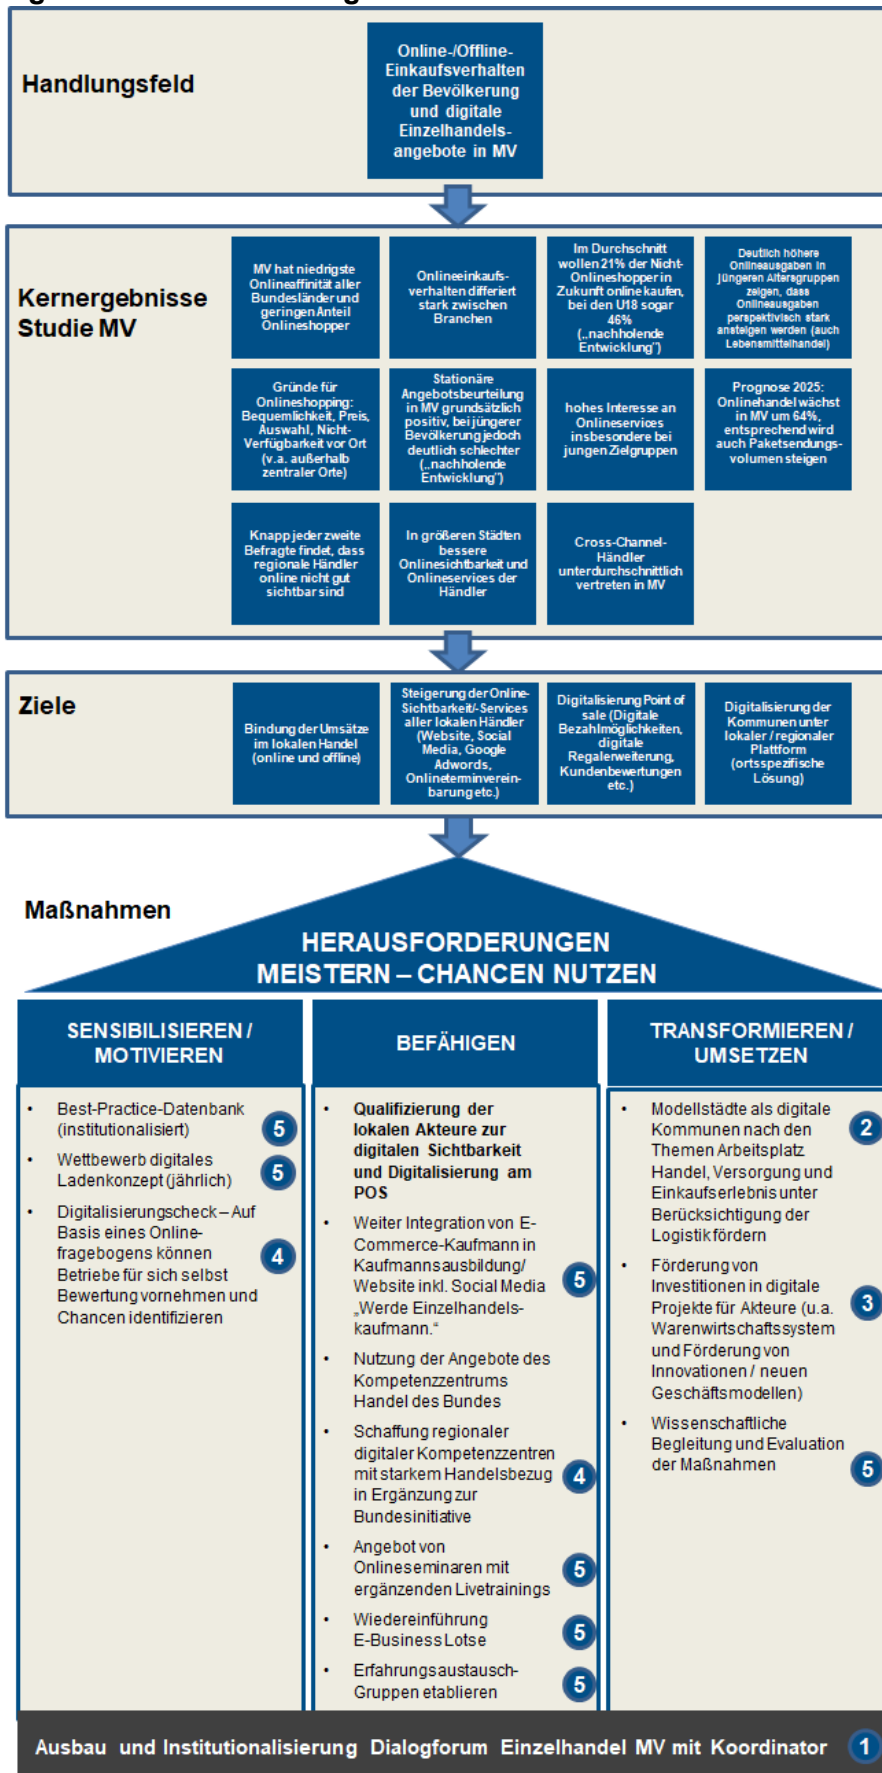 Handlungsfeld
Online-/Offline-
Einkaufsverhalten
der Bevölkerung
und digitale
Einzelhandels-
angebote in MV
Kernergebnisse
Studie MV
MV hat niedrigste
Onlineaffinität aller
Bundesländer und
geringen Anteil
Onlineshopper
Onlineeinkaufs-
verhalten differiert
stark zwischen
Branchen
Im Durchschnitt
wollen 21% der Nicht-
Onlineshopper in
Zukunft online kaufen,
bei den U18 sogar
46%
(„nachholende
Entwicklung")
Deutlich höhere
Onlineausgaben in
jüngeren Altersgruppen
zeigen, dass
Onlineausgaben
perspektivisch stark
ansteigen werden (auch
Lebensmittelhandel)
Gründe für
Onlineshopping:
Bequemlichkeit, Preis,
Auswahl, Nicht-
Verfügbarkeit vor Ort
(v.a. außerhalb
zentraler Orte)
Stationäre
Angebotsbeurteilung
in MV grundsätzlich
positiv, bei jüngerer
Bevölkerung jedoch
deutlich schlechter
(„nachholende
Entwicklung")
hohes Interesse an
Onlineservices
insbesondere bei
jungen Zielgruppen
Prognose 2025:
Onlinehandel wächst
in MV um 64%,
entsprechend wird
auch Paketsendungs-
volumen steigen
Knapp jeder zweite
Befragte findet, dass
regionale Händler
online nicht gut
sichtbar sind
In größeren Städten
bessere
Onlinesichtbarkeit und
Onlineservices der
Händler
Cross-Channel-
Händler
unterdurchschnittlich
vertreten in MV
Ziele
Bindung der Umsätze
im lokalen Handel
(online und offline)
Steigerung der Online-
Sichtbarkeit/-Services
aller lokalen Händler
(Website, Social
Media, Google
Adwords,
Onlineterminverein-
barung etc.)
Digitalisierung Point of
sale (Digitale
Bezahlmöglichkeiten,
digitale
Regalerweiterung,
Kundenbewertungen
etc.)
Digitalisierung der
Kommunen unter
lokaler / regionaler
Plattform
(ortsspezifische
Lösung)
Maßnahmen
HERAUSFORDERUNGEN
MEISTERN – CHANCEN NUTZEN
SENSIBILISIEREN /
MOTIVIEREN
• Best-Practice-Datenbank
(institutionalisiert) 5
• Wettbewerb digitales
Ladenkonzept (jährlich) 5
• Digitalisierungscheck – Auf
Basis eines Online-
fragebogens können 4
Betriebe für sich selbst
Bewertung vornehmen und
Chancen identifizieren
BEFÄHIGEN
• Qualifizierung der
lokalen Akteure zur
digitalen Sichtbarkeit
und Digitalisierung am
POS
• Weiter Integration von E-
Commerce-Kaufmann in
Kaufmannsausbildung/
Website inkl. Social Media 5
„Werde Einzelhandels-
kaufmann.“
• Nutzung der Angebote des
Kompetenzzentrums
Handel des Bundes
• Schaffung regionaler
digitaler Kompetenzzentren
mit starkem Handelsbezug 4
in Ergänzung zur
Bundesinitiative
• Angebot von
Onlineseminaren mit 5
ergänzenden Livetrainings
• Wiedereinführung
E-Business Lotse 5
• Erfahrungsaustausch-
Gruppen etablieren 5
TRANSFORMIEREN /
UMSETZEN
• Modellstädte als digitale
Kommunen nach den 2
Themen Arbeitsplatz
Handel, Versorgung und
Einkaufserlebnis unter
Berücksichtigung der
Logistik fördern
• Förderung von
Investitionen in digitale
Projekte für Akteure (u.a. 3
Warenwirtschaftssystem
und Förderung von
Innovationen / neuen
Geschäftsmodellen)
• Wissenschaftliche
Begleitung und Evaluation
der Maßnahmen 5
Ausbau und Institutionalisierung Dialogforum Einzelhandel MV mit Koordinator 1